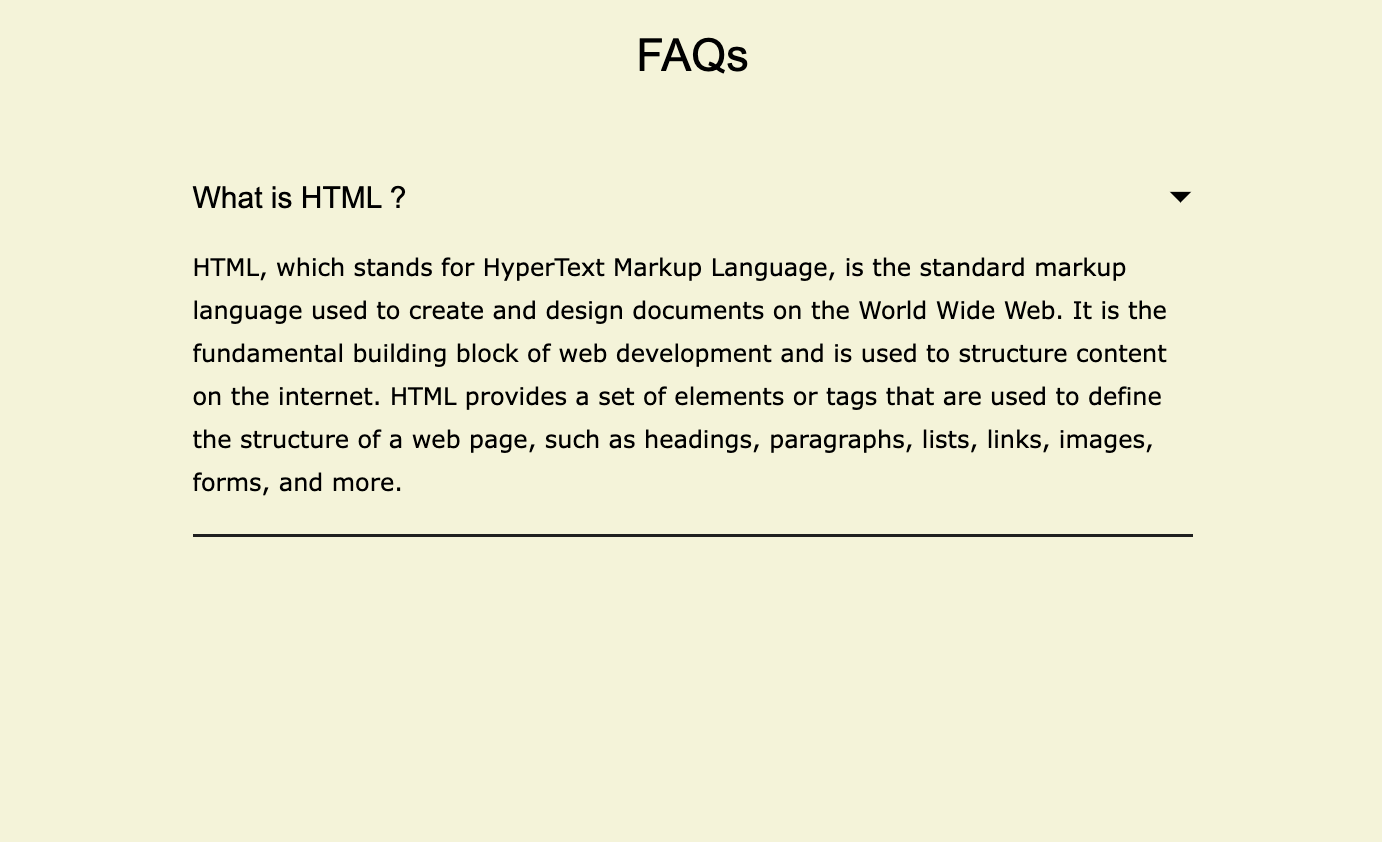 FAQs
What is HTML ?
HTML, which stands for HyperText Markup Language, is the standard markup
language used to create and design documents on the World Wide Web. It is the
fundamental building block of web development and is used to structure content
on the internet. HTML provides a set of elements or tags that are used to define
the structure of a web page, such as headings, paragraphs, lists, links, images,
forms, and more.